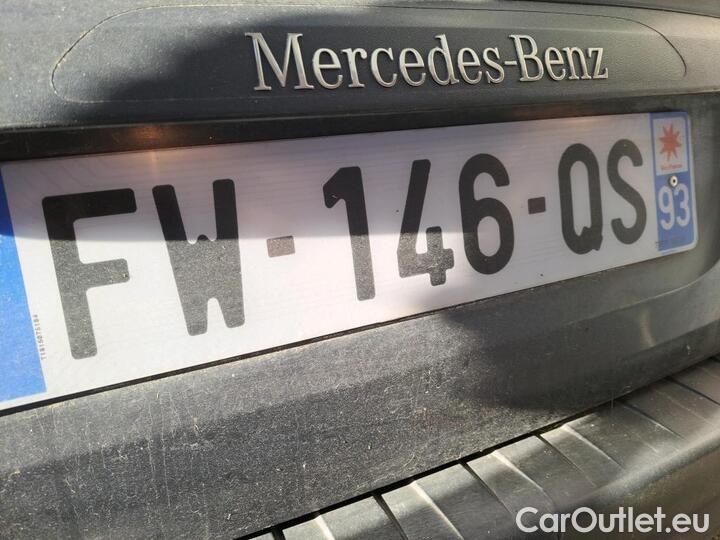 Mercedes-Benz
FW-146-QS
93
CarOutlet.eu